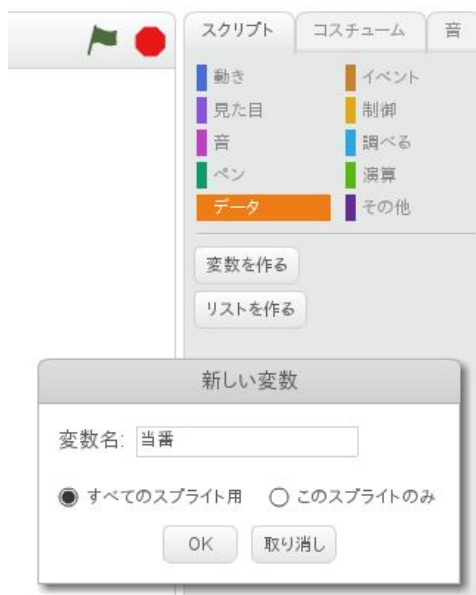 スクリプト コスチューム 音
動き イベント
見た目 制御
音 調べる
ペン 演算
データ その他
変数を作る
リストを作る
新しい変数
変数名: 当番
すべてのスプライト用 このスプライトのみ
OK 取り消し